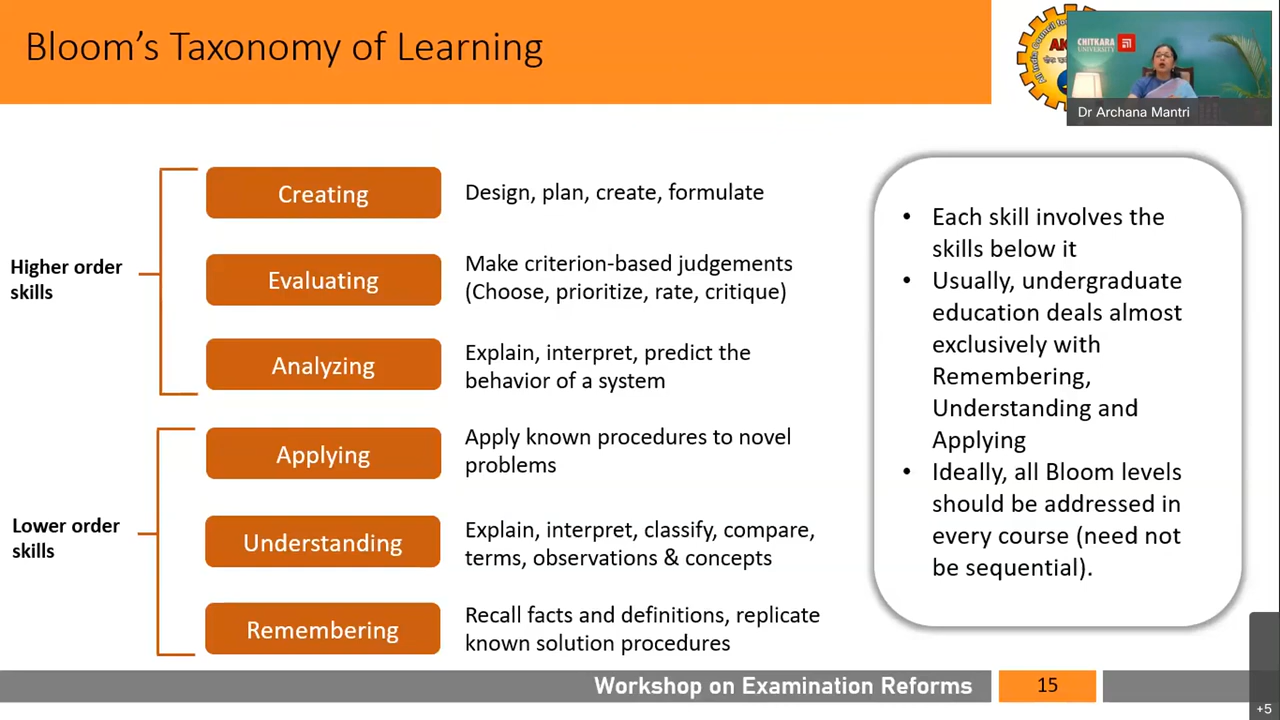 Bloom's Taxonomy of Learning
CHITKARA
UNIVERSITY
Dr Archana Mantri
Higher order
skills
Creating
Design, plan, create, formulate
Evaluating
Make criterion-based judgements
(Choose, prioritize, rate, critique)
Analyzing
Explain, interpret, predict the
behavior of a system
Lower order
skills
Applying
Apply known procedures to novel
problems
Understanding
Explain, interpret, classify, compare,
terms, observations & concepts
Remembering
Recall facts and definitions, replicate
known solution procedures
• Each skill involves the
skills below it
• Usually, undergraduate
education deals almost
exclusively with
Remembering,
Understanding and
Applying
• Ideally, all Bloom levels
should be addressed in
every course (need not
be sequential).
Workshop on Examination Reforms
15
+5